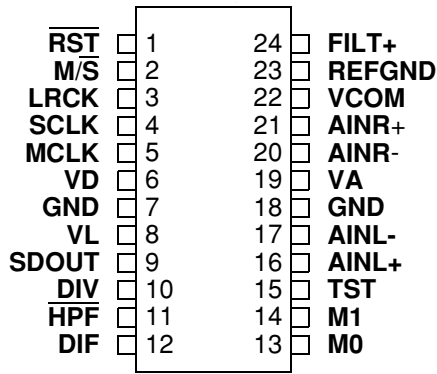 R̅S̅T̅ 1 24 FILT+
M/S̅ 2 23 REFGND
LRCK 3 22 VCOM
SCLK 4 21 AINR+
MCLK 5 20 AINR-
VD 6 19 VA
GND 7 18 GND
VL 8 17 AINL-
SDOUT 9 16 AINL+
DIV 10 15 TST
H̅P̅F̅ 11 14 M1
DIF 12 13 M0